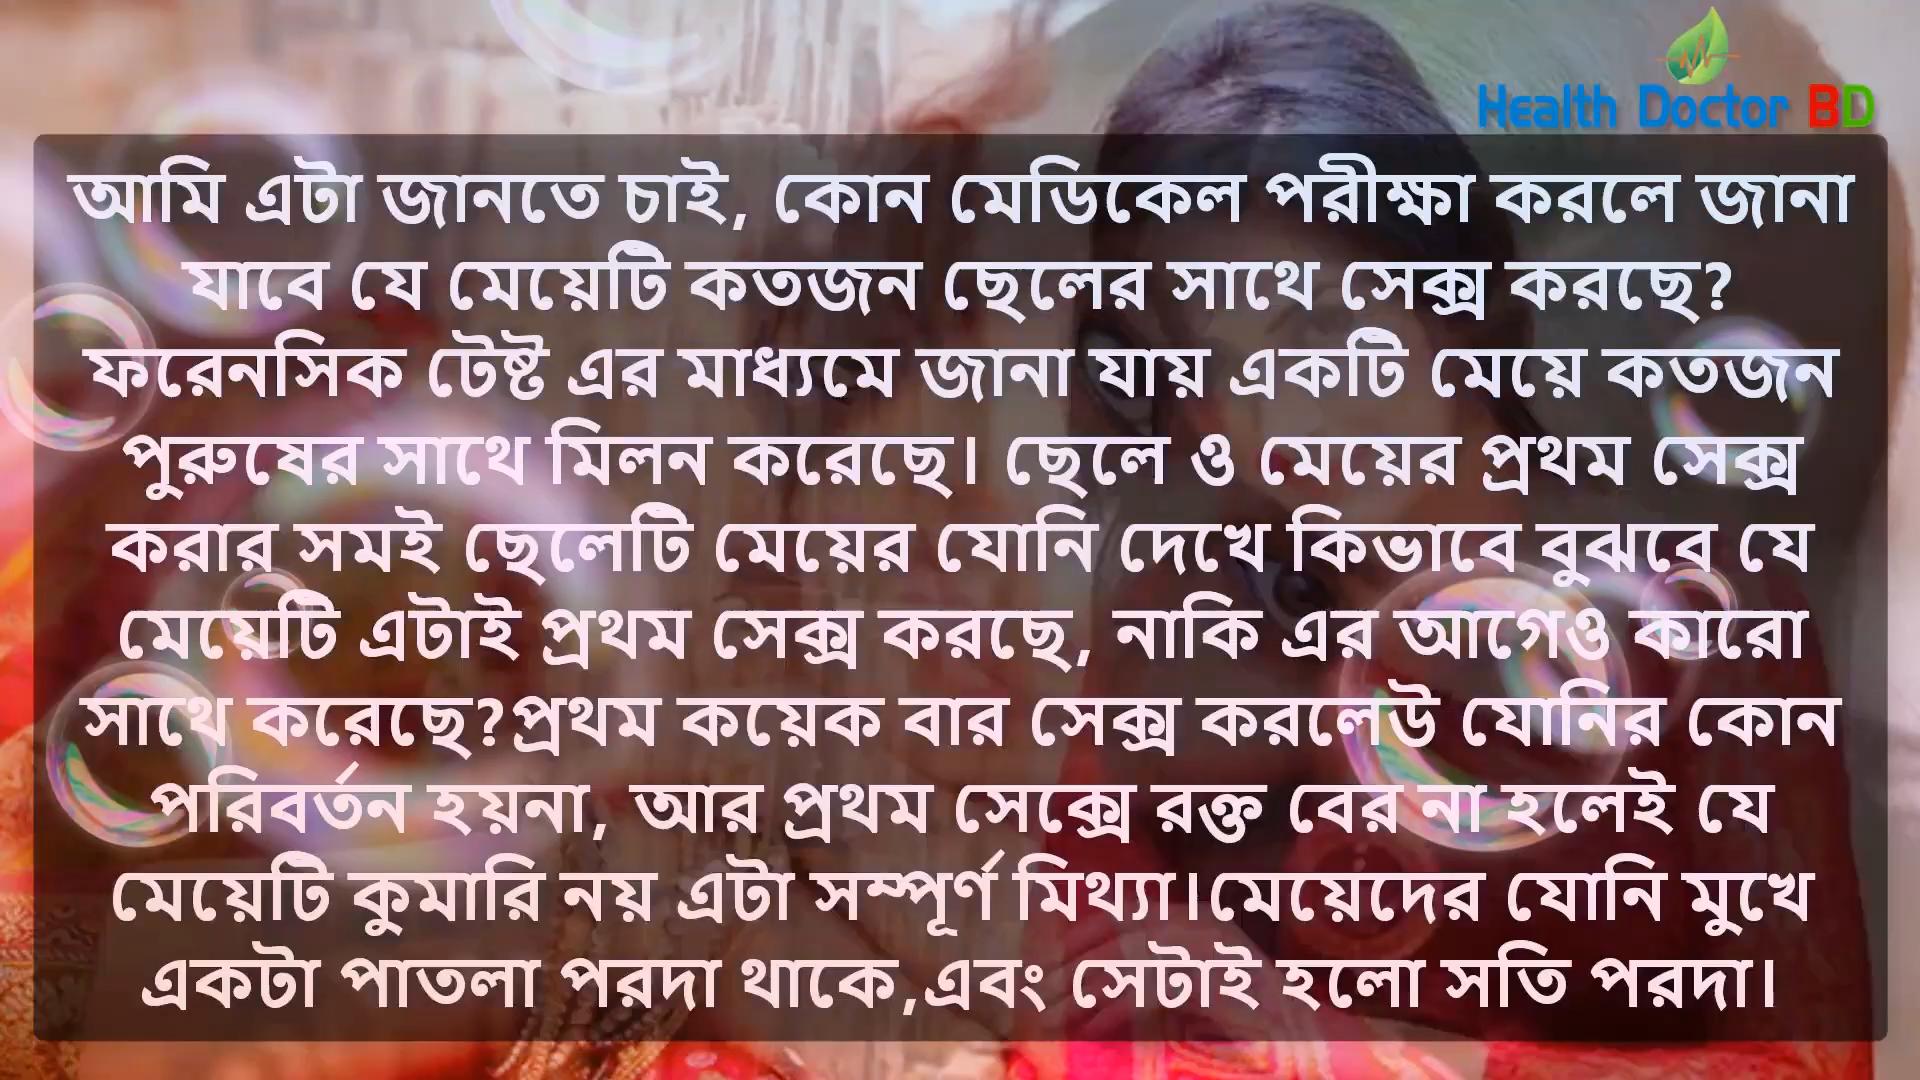 Health Doctor BD
আমি এটা জানতে চাই, কোন মেডিকেল পরীক্ষা করলে জানা
যাবে যে মেয়েটি কতজন ছেলের সাথে সেক্স করছে?
ফরেনসিক টেষ্ট এর মাধ্যমে জানা যায় একটি মেয়ে কতজন
পুরুষের সাথে মিলন করেছে। ছেলে ও মেয়ের প্রথম সেক্স
করার সমই ছেলেটি মেয়ের যোনি দেখে কিভাবে বুঝবে যে
মেয়েটি এটাই প্রথম সেক্স করছে, নাকি এর আগেও কারো
সাথে করেছে?প্রথম কয়েক বার সেক্স করলেউ যোনির কোন
পরিবর্তন হয়না, আর প্রথম সেক্সে রক্ত বের না হলেই যে
মেয়েটি কুমারি নয় এটা সম্পূর্ণ মিথ্যা।মেয়েদের যোনি মুখে
একটা পাতলা পরদা থাকে,এবং সেটাই হলো সতি পরদা।